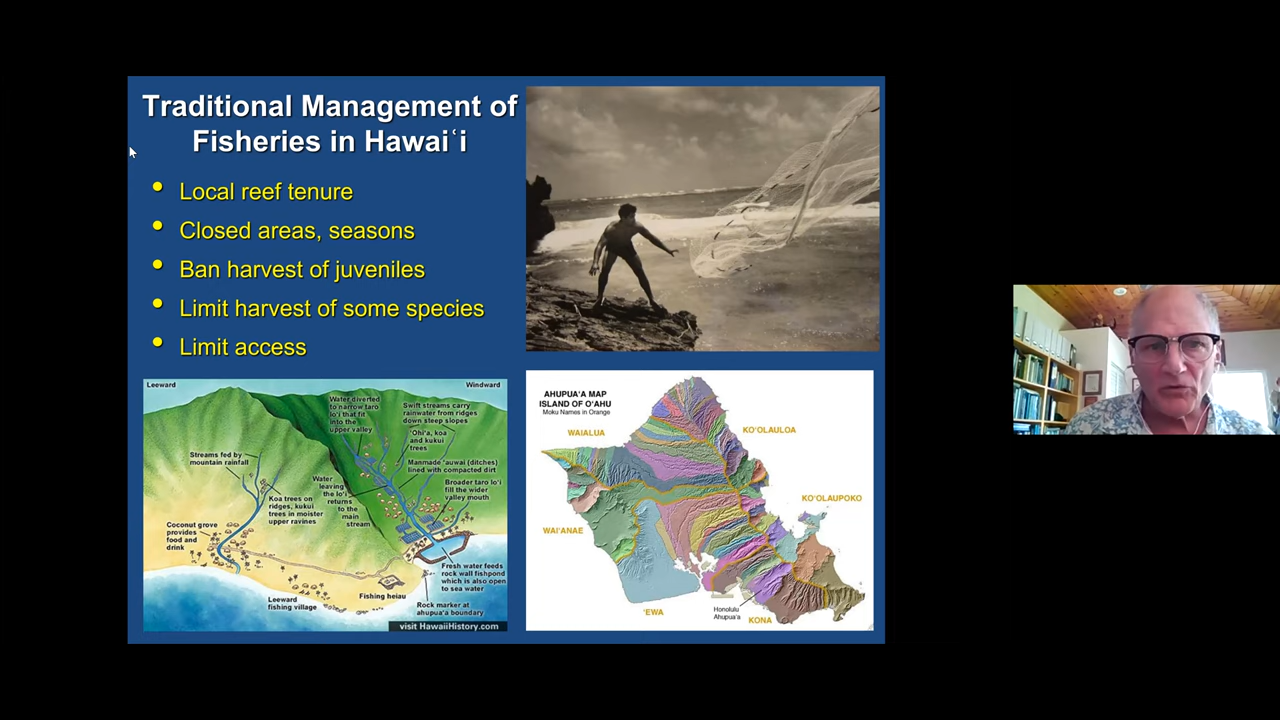 Traditional Management of
Fisheries in Hawaiʻi
• Local reef tenure
• Closed areas, seasons
• Ban harvest of juveniles
• Limit harvest of some species
• Limit access
Leeward
Windward
Water diverted
to narrow taro
lo'i that fit
into the
upper valley
Swift streams carry
rainwater from ridges
down steep slopes
'Ohi'a, koa
and kukui
trees
Streams fed by
mountain rainfall
Manmade 'auwai (ditches)
lined with compacted dirt
Water
leaving
the lo'i
returns
to the
main
stream
Broader taro lo'i
fill the wider
valley mouth
Koa trees on
ridges, kukui
trees in moister
upper ravines
Coconut grove
provides
food and
drink
Fresh water feeds
rock wall fishpond
which is also open
to sea water
Leeward
fishing village
Fishing heiau
Rock marker at
ahupua'a boundary
visit HawaiiHistory.com
AHUPUA'A MAP
ISLAND OF O'AHU
Moku Names in Orange
WAIALUA
KO'OLAULOA
KO'OLAUPOKO
WAI'ANAE
'EWA
Honolulu
Ahupua'a
KONA